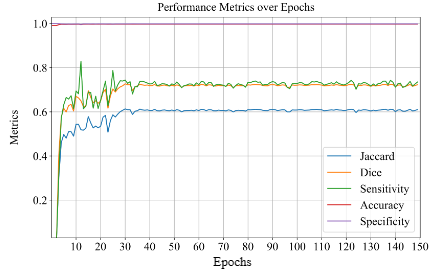 Performance Metrics over Epochs
1.0
0.8
0.6
0.4
0.2
Metrics
Jaccard
Dice
Sensitivity
Accuracy
Specificity
10 20 30 40 50 60 70 80 90 100 110 120 130 140 150
Epochs